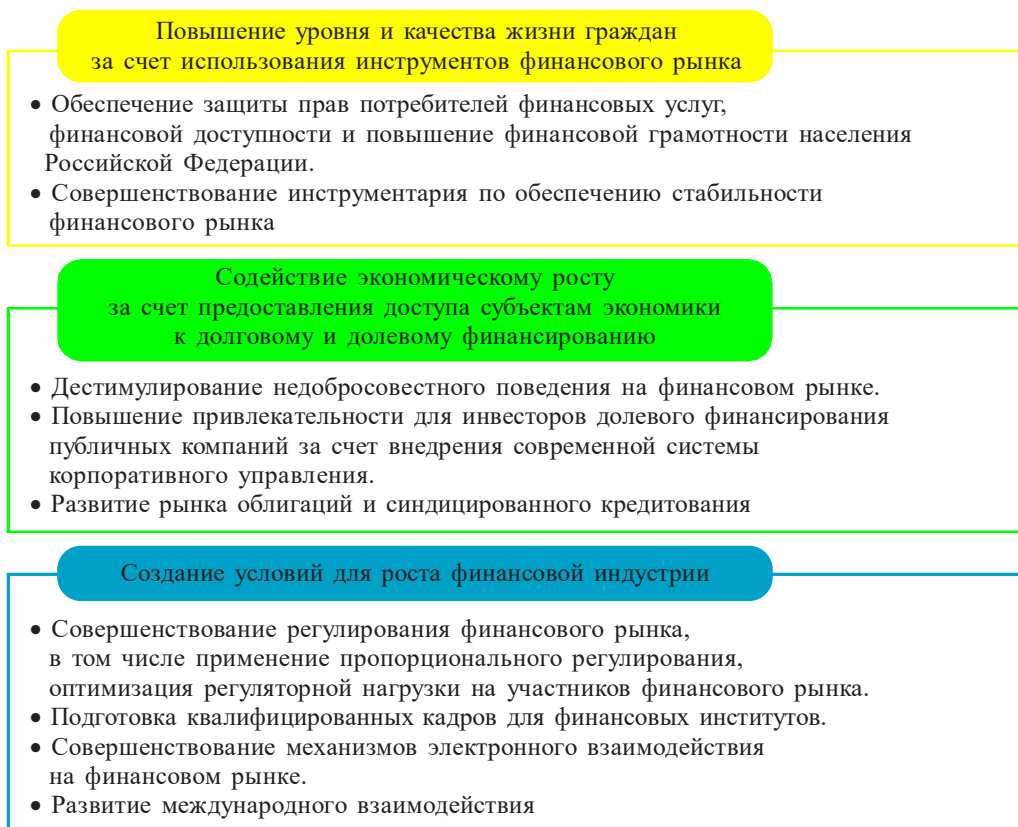 Повышение уровня и качества жизни граждан
за счет использования инструментов финансового рынка
• Обеспечение защиты прав потребителей финансовых услуг,
финансовой доступности и повышение финансовой грамотности населения
Российской Федерации.
• Совершенствование инструментария по обеспечению стабильности
финансового рынка
Содействие экономическому росту
за счет предоставления доступа субъектам экономики
к долговому и долевому финансированию
• Дестимулирование недобросовестного поведения на финансовом рынке.
• Повышение привлекательности для инвесторов долевого финансирования
публичных компаний за счет внедрения современной системы
корпоративного управления.
• Развитие рынка облигаций и синдицированного кредитования
Создание условий для роста финансовой индустрии
• Совершенствование регулирования финансового рынка,
в том числе применение пропорционального регулирования,
оптимизация регуляторной нагрузки на участников финансового рынка.
• Подготовка квалифицированных кадров для финансовых институтов.
• Совершенствование механизмов электронного взаимодействия
на финансовом рынке.
• Развитие международного взаимодействия